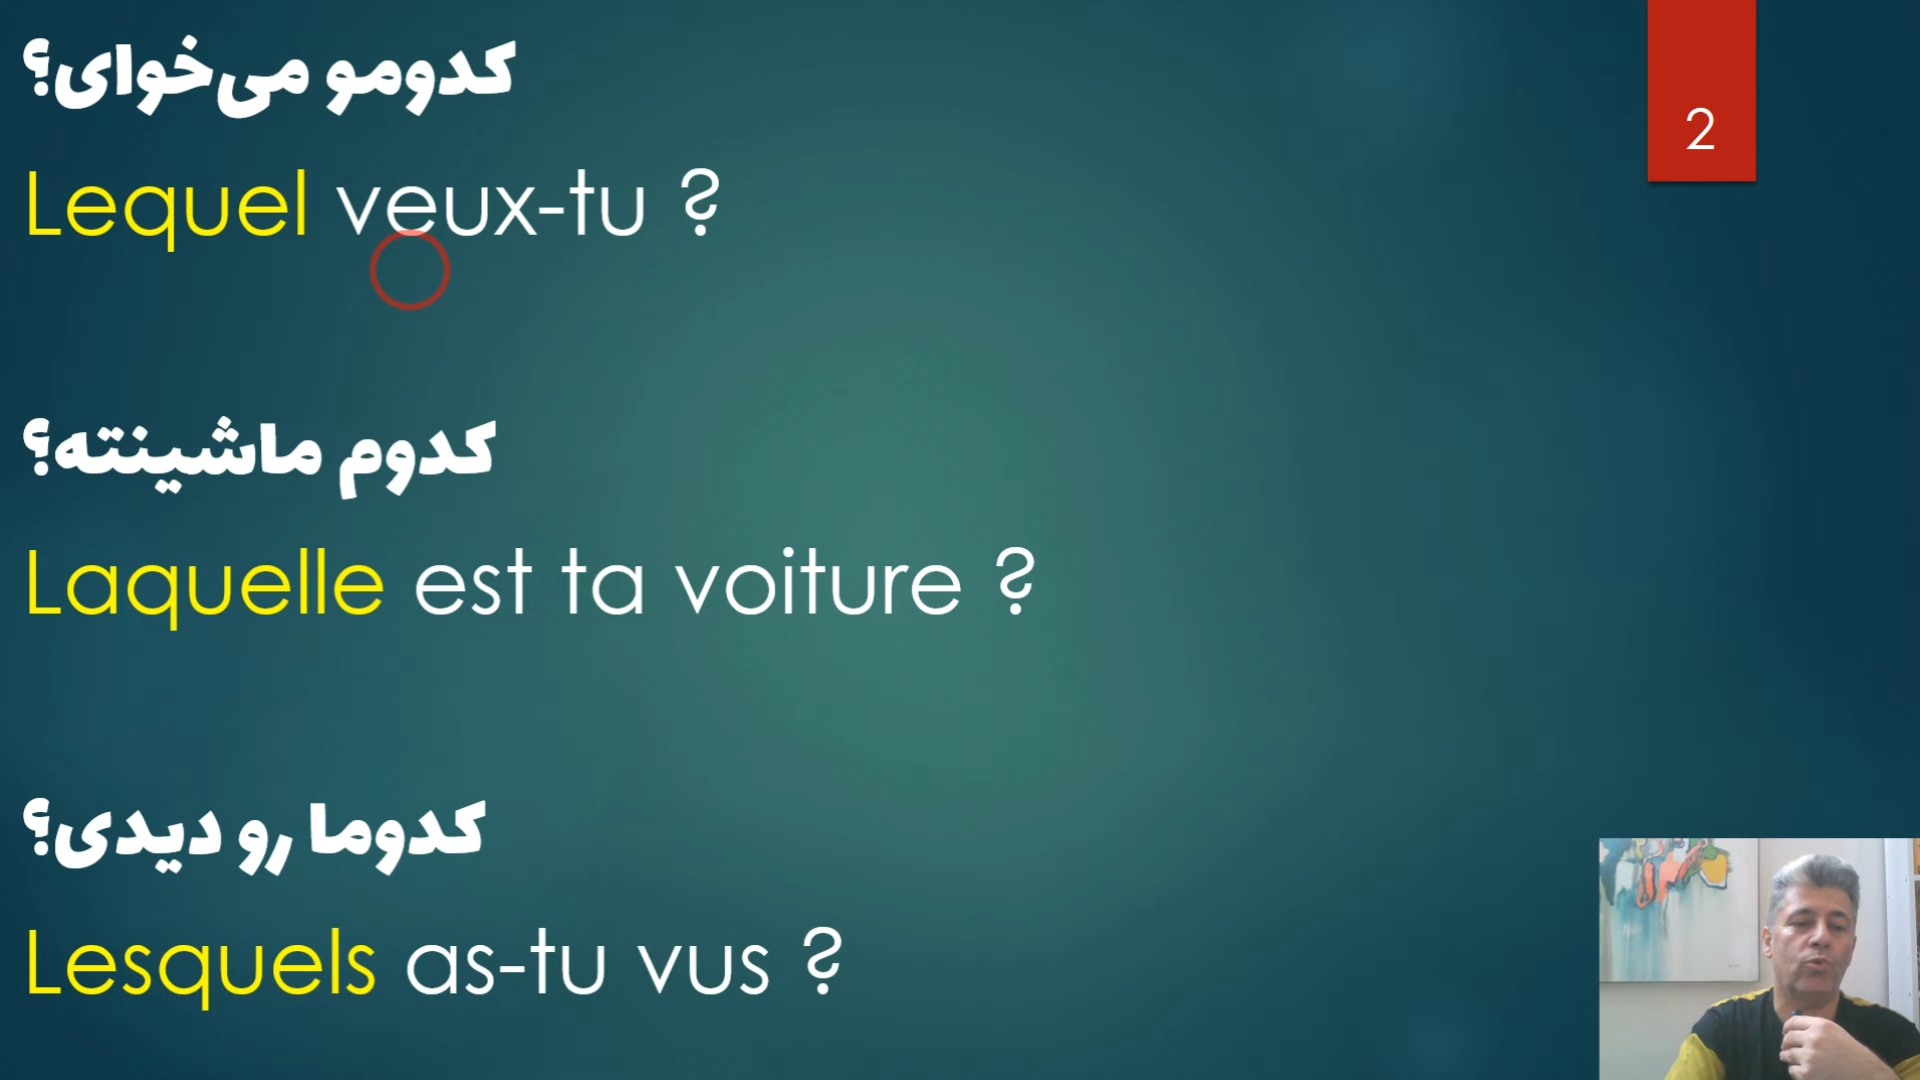 کدومو می‌خوای؟
2
Lequel veux-tu ?
کدوم ماشینته؟
Laquelle est ta voiture ?
کدوما رو دیدی؟
Lesquels as-tu vus ?